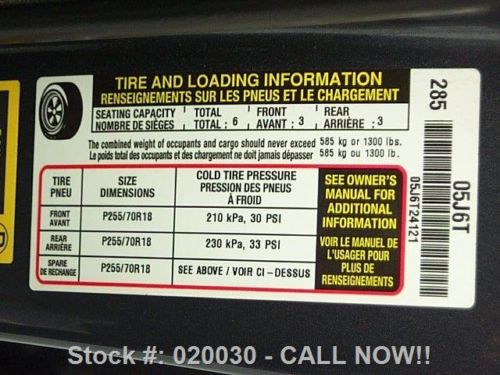 TIRE AND LOADING INFORMATION
RENSEIGNEMENTS SUR LES PNEUS ET LE CHARGEMENT
SEATING CAPACITY TOTAL FRONT REAR
NOMBRE DE SIÈGES TOTAL : 6 AVANT : 3 ARRIÈRE : 3
The combined weight of occupants and cargo should never exceed 585 kg or 1300 lbs.
Le poids total des occupants et des chargement ne doit jamais dépasser 585 kg ou 1300 lb.
TIRE SIZE COLD TIRE PRESSURE
PNEU DIMENSIONS PRESSION DES PNEUS
À FROID
FRONT
AVANT P255/70R18 210 kPa, 30 PSI
REAR
ARRIÈRE P255/70R18 230 kPa, 33 PSI
SPARE
DE RECHANGE P255/70R18 SEE ABOVE / VOIR CI-DESSUS
SEE OWNER'S
MANUAL FOR
ADDITIONAL
INFORMATION
VOIR LE MANUEL DE
L'USAGER POUR
PLUS DE
RENSEIGNEMENTS
285
05J6T
05J6T24121
Stock #: 020030 - CALL NOW!!